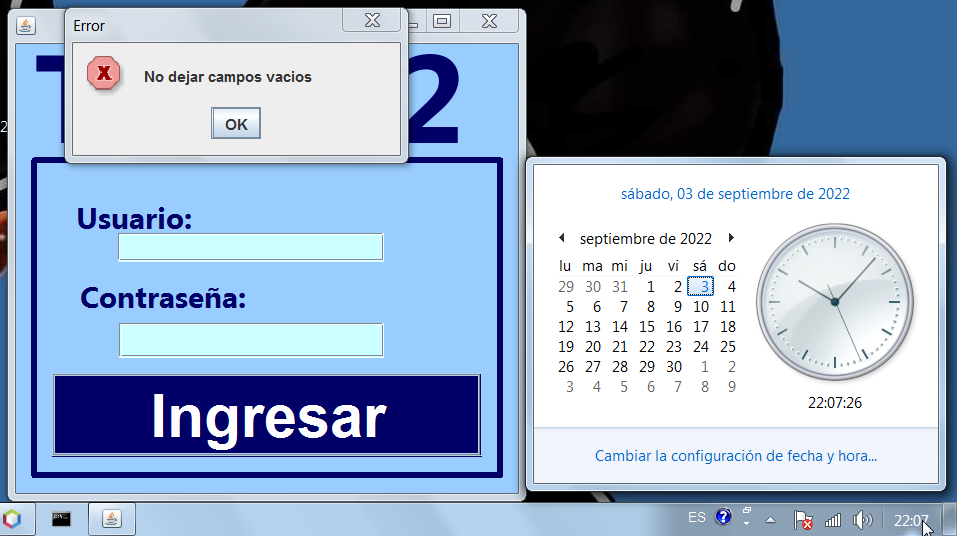 Error
No dejar campos vacios
OK
2
Usuario:
Contraseña:
Ingresar
sábado, 03 de septiembre de 2022
septiembre de 2022
lu ma mi ju vi sá do
29 30 31 1 2 3 4
5 6 7 8 9 10 11
12 13 14 15 16 17 18
19 20 21 22 23 24 25
26 27 28 29 30 1 2
3 4 5 6 7 8 9
22:07:26
Cambiar la configuración de fecha y hora...
ES
22:07